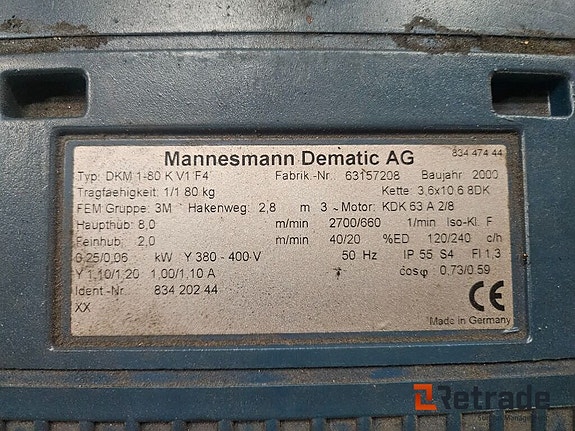 Mannesmann Dematic AG
834 474 44
Typ: DKM 1-80 K V1 F4 Fabrik.-Nr. 63157208 Baujahr 2000
Tragfaehigkeit: 1/1 80 kg Kette: 3,6x10,6 8DK
FEM Gruppe: 3M Hakenweg: 2,8 m 3 - Motor: KDK 63 A 2/8
Haupthub: 8,0 m/min 2700/660 1/min Iso-Kl. F
Feinhub: 2,0 m/min 40/20 %ED 120/240 c/h
0,25/0,06 kW Y 380 - 400 V 50 Hz IP 55 S4 FI 1,3
Y 1,10/1,20 1,00/1,10 A cosφ 0,73/0,59
Ident.-Nr. 834 202 44
XX
CE
Made in Germany
Retrade